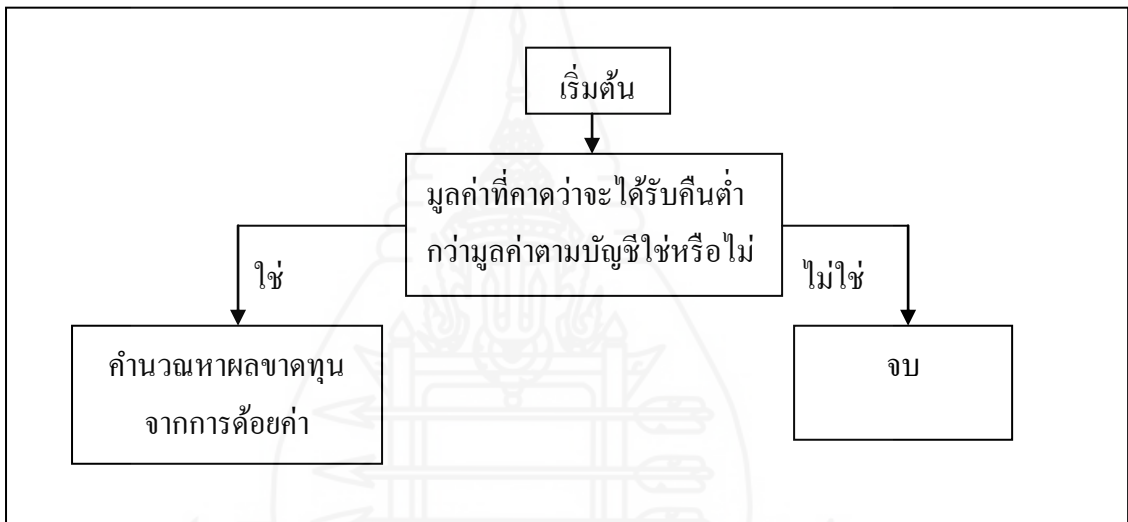 เริ่มต้น
มูลค่าที่คาดว่าจะได้รับคืนต่ำ
กว่ามูลค่าตามบัญชีใช่หรือไม่
ใช่
ไม่ใช่
คำนวณหาผลขาดทุน
จากการด้อยค่า
จบ